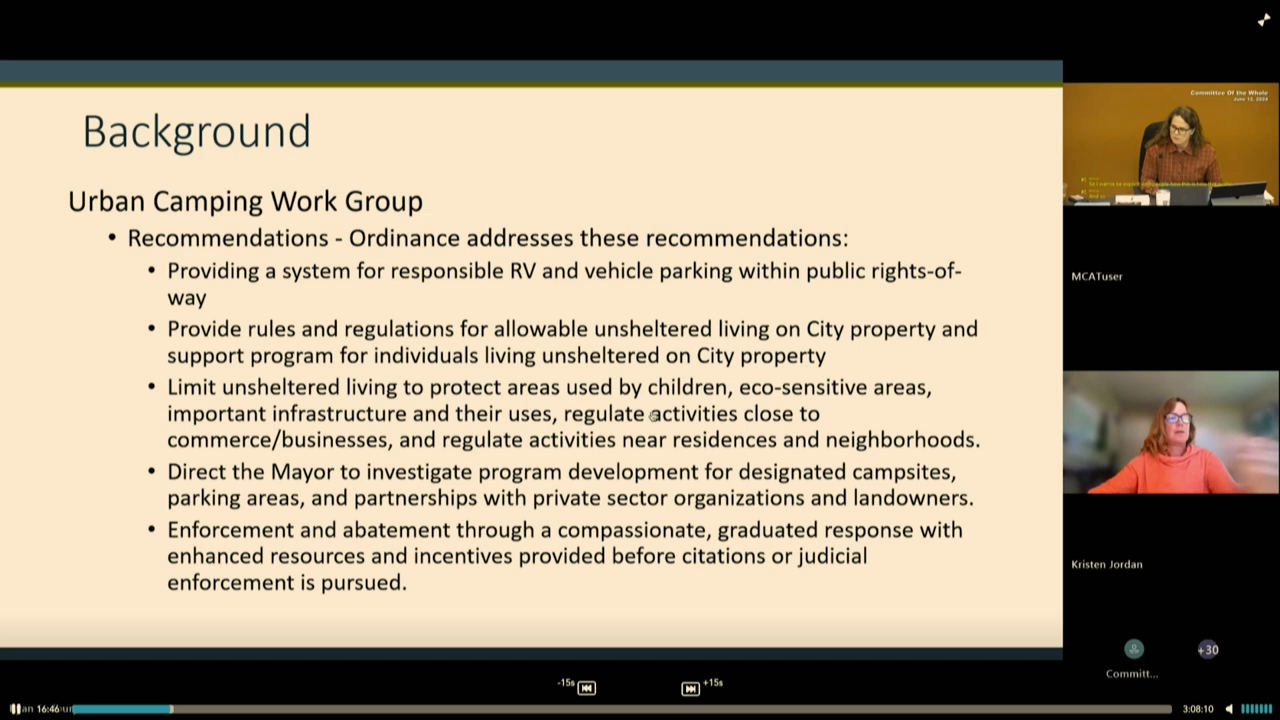 Background
Urban Camping Work Group
• Recommendations - Ordinance addresses these recommendations:
• Providing a system for responsible RV and vehicle parking within public rights-of-
way
• Provide rules and regulations for allowable unsheltered living on City property and
support program for individuals living unsheltered on City property
• Limit unsheltered living to protect areas used by children, eco-sensitive areas,
important infrastructure and their uses, regulate activities close to
commerce/businesses, and regulate activities near residences and neighborhoods.
• Direct the Mayor to investigate program development for designated campsites,
parking areas, and partnerships with private sector organizations and landowners.
• Enforcement and abatement through a compassionate, graduated response with
enhanced resources and incentives provided before citations or judicial
enforcement is pursued.
Committee Of the Whole
June 12, 2024
MCATuser
Kristen Jordan
+30
Committ...
-15s
+15s
16:46
3:08:10